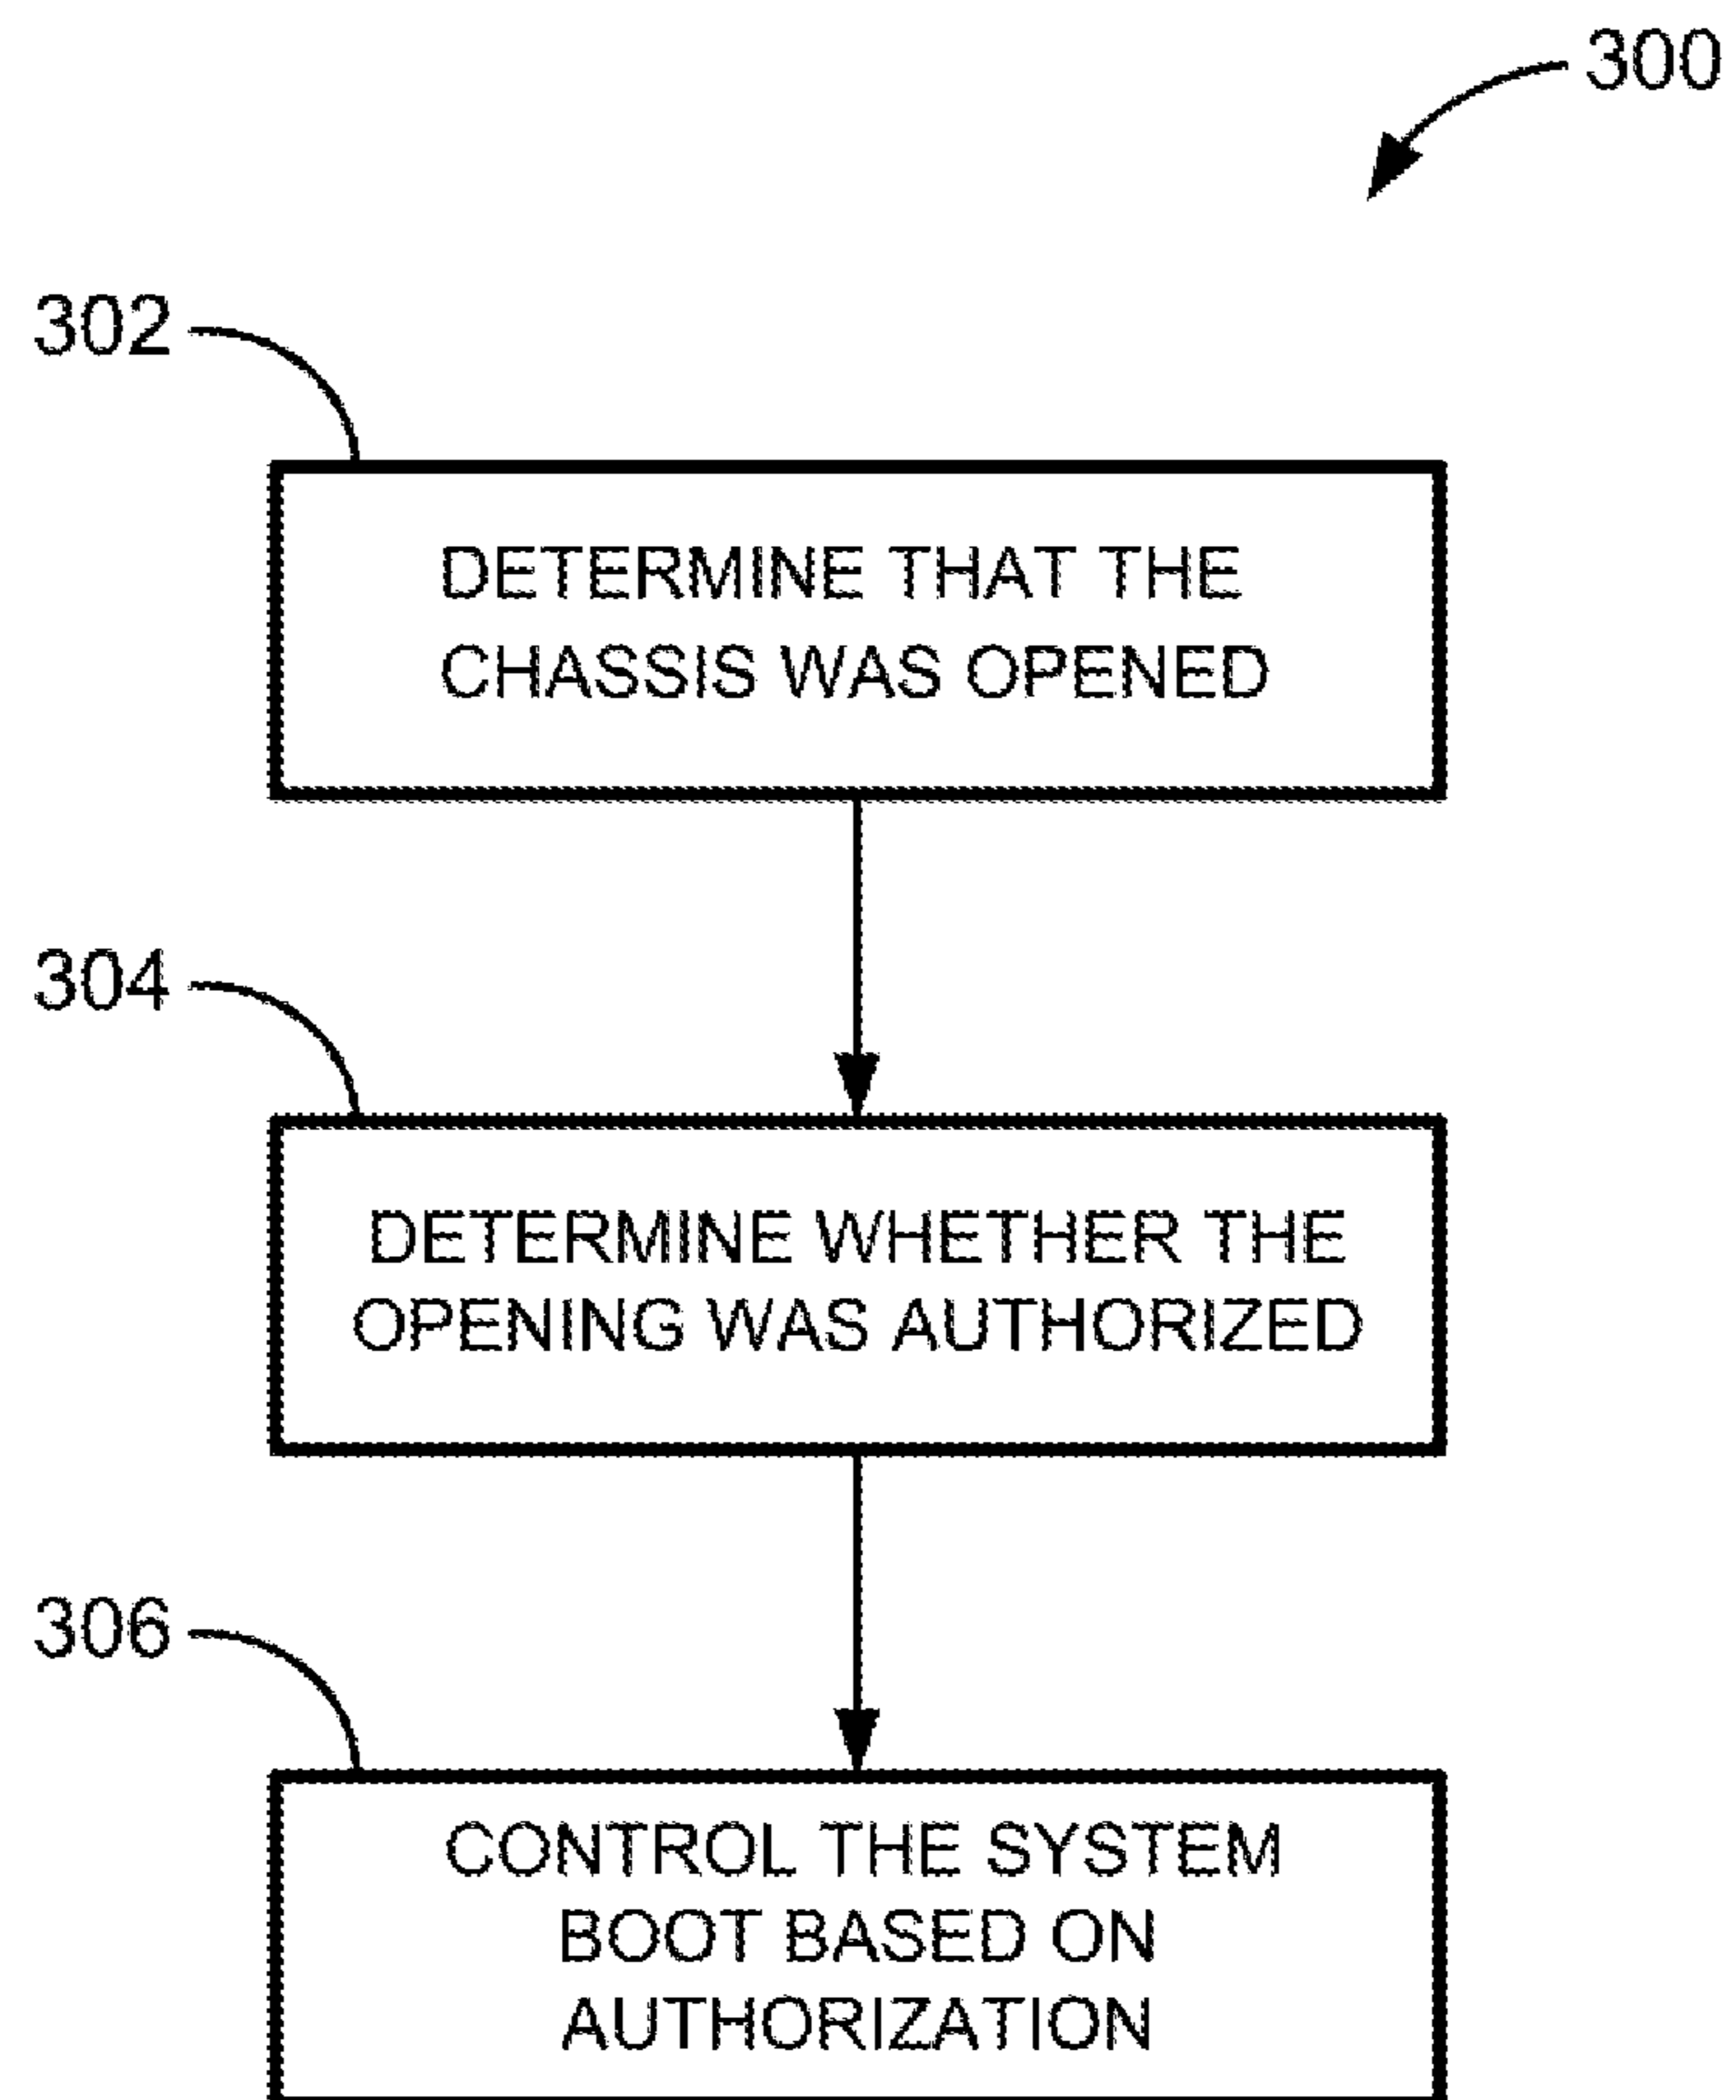 300
302
DETERMINE THAT THE
CHASSIS WAS OPENED
304
DETERMINE WHETHER THE
OPENING WAS AUTHORIZED
306
CONTROL THE SYSTEM
BOOT BASED ON
AUTHORIZATION